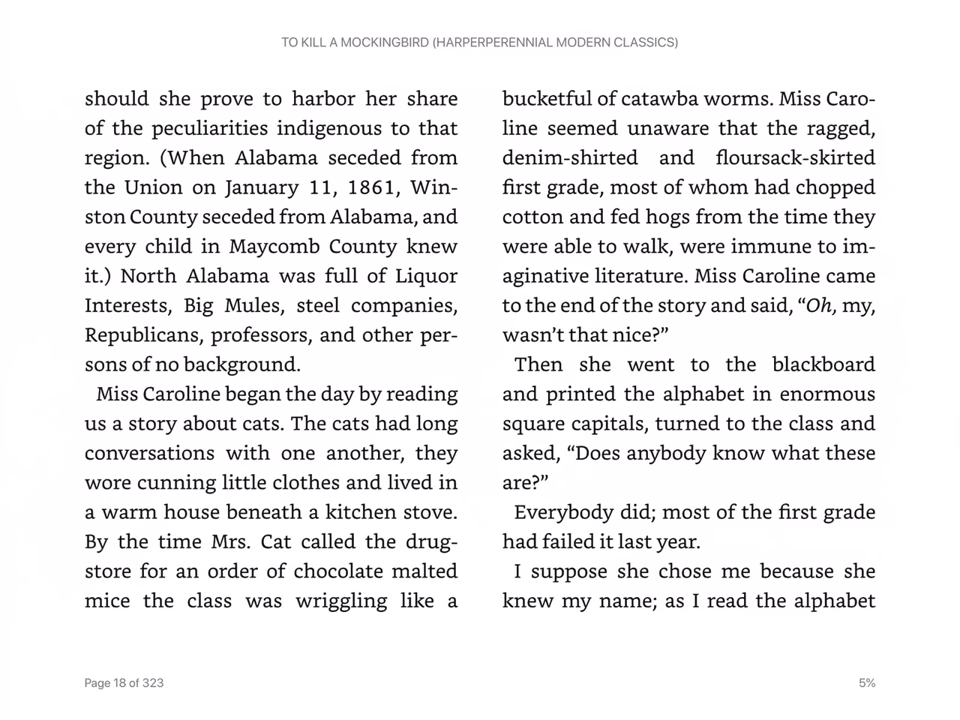 TO KILL A MOCKINGBIRD (HARPERPERENNIAL MODERN CLASSICS)
should she prove to harbor her share
of the peculiarities indigenous to that
region. (When Alabama seceded from
the Union on January 11, 1861, Win-
ston County seceded from Alabama, and
every child in Maycomb County knew
it.) North Alabama was full of Liquor
Interests, Big Mules, steel companies,
Republicans, professors, and other per-
sons of no background.
Miss Caroline began the day by reading
us a story about cats. The cats had long
conversations with one another, they
wore cunning little clothes and lived in
a warm house beneath a kitchen stove.
By the time Mrs. Cat called the drug-
store for an order of chocolate malted
mice the class was wriggling like a
bucketful of catawba worms. Miss Caro-
line seemed unaware that the ragged,
denim-shirted and floursack-skirted
first grade, most of whom had chopped
cotton and fed hogs from the time they
were able to walk, were immune to im-
aginative literature. Miss Caroline came
to the end of the story and said, “Oh, my,
wasn’t that nice?”
Then she went to the blackboard
and printed the alphabet in enormous
square capitals, turned to the class and
asked, “Does anybody know what these
are?”
Everybody did; most of the first grade
had failed it last year.
I suppose she chose me because she
knew my name; as I read the alphabet
Page 18 of 323
5%